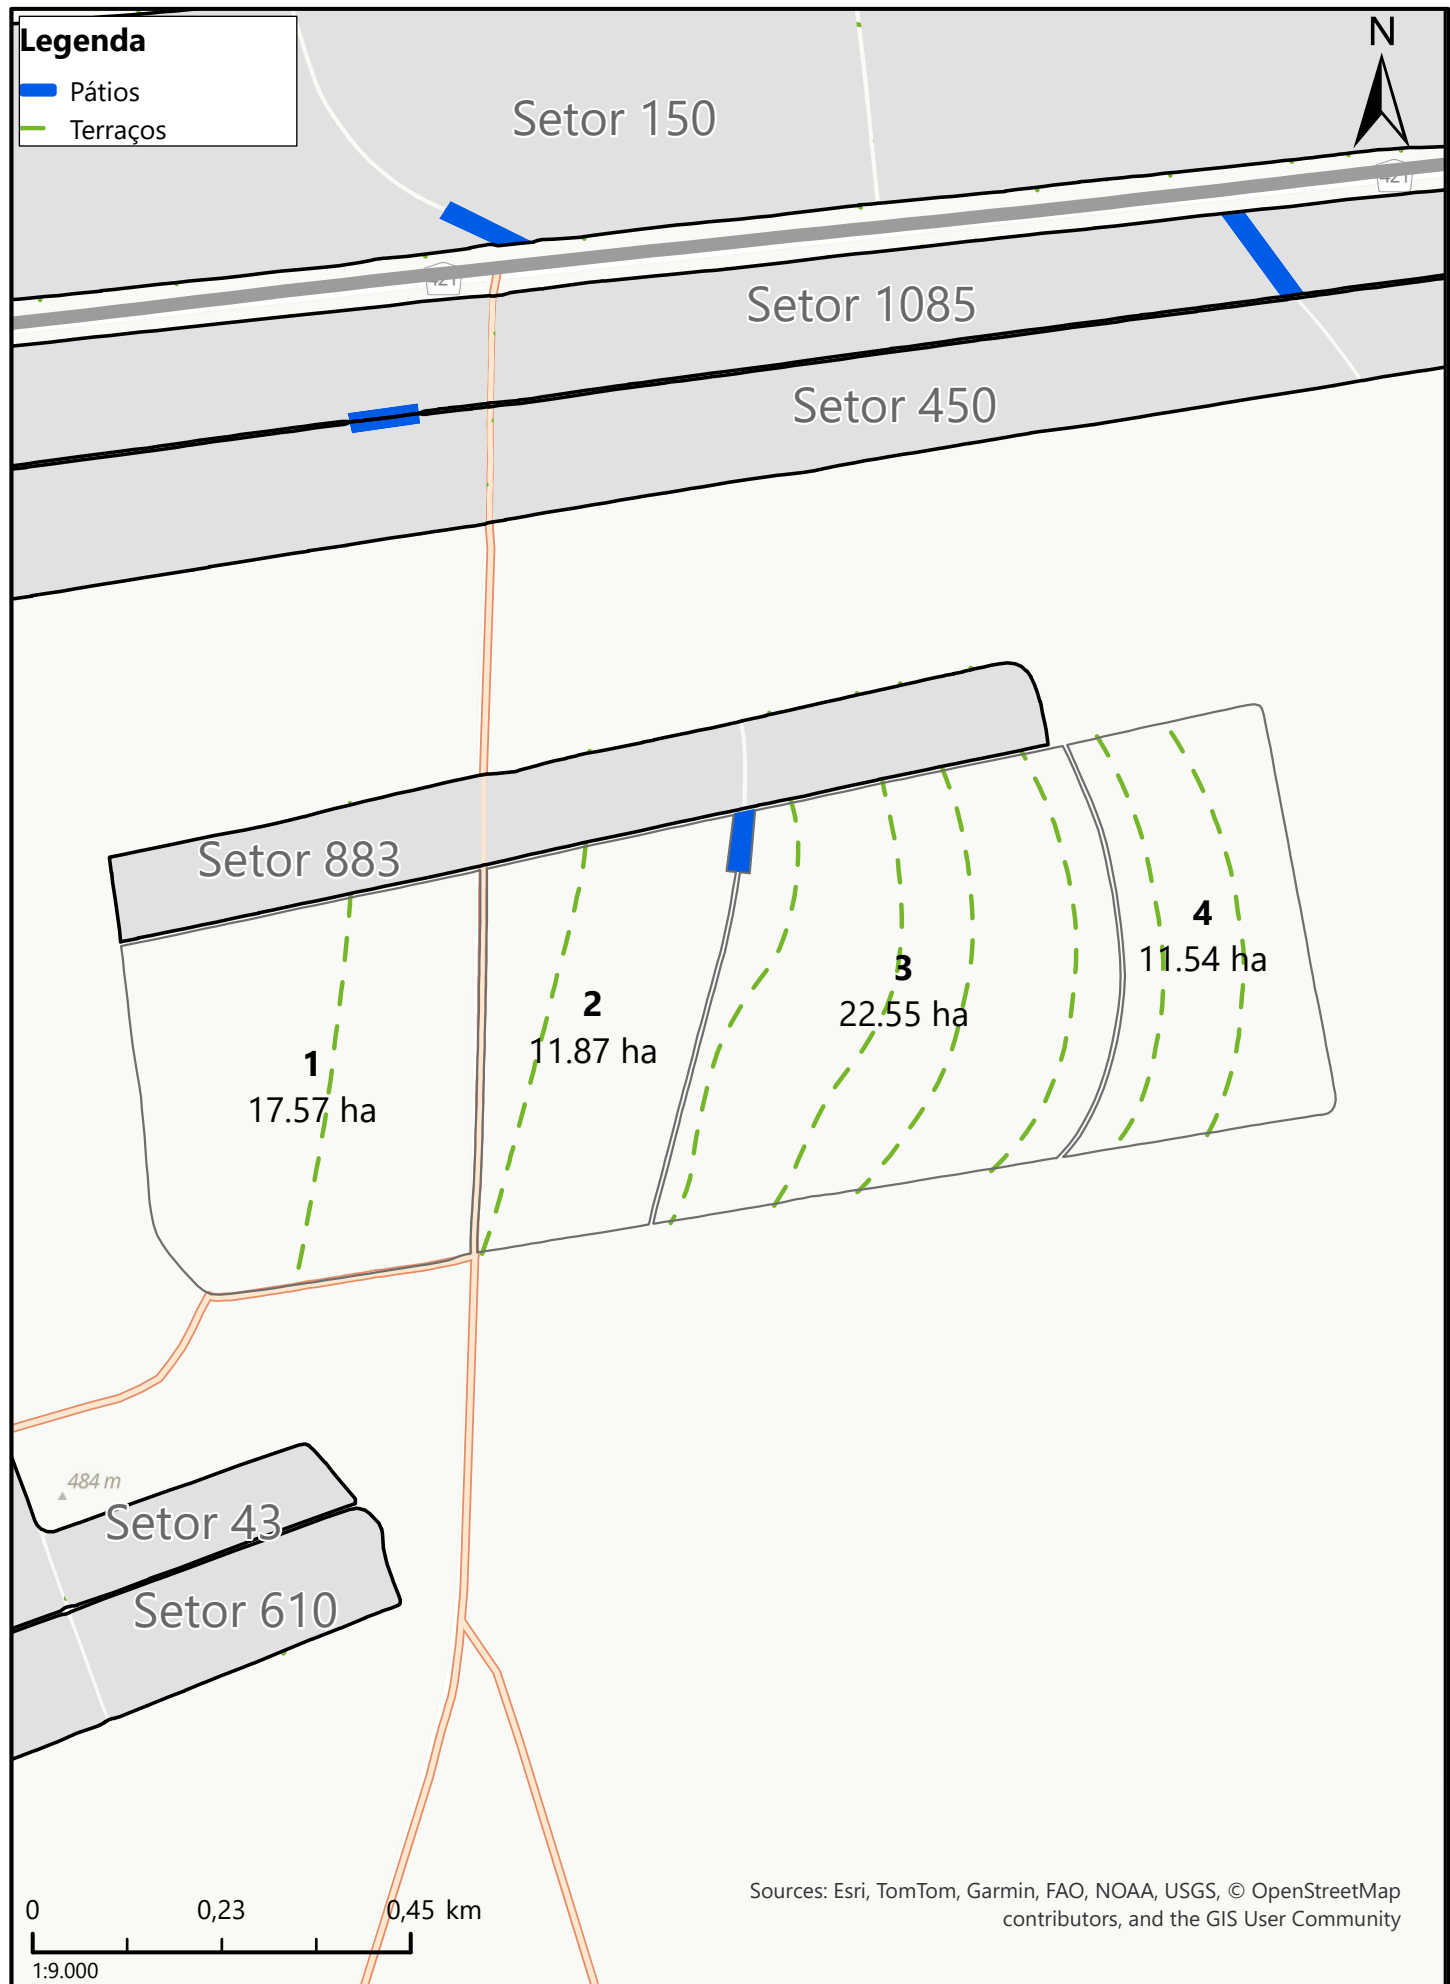 Legenda
Pátios
Terraços
N
Setor 150
421
421
Setor 1085
Setor 450
Setor 883
1
17.57 ha
2
11.87 ha
3
22.55 ha
4
11.54 ha
484 m
Setor 43
Setor 610
0 0,23 0,45 km
1:9.000
Sources: Esri, TomTom, Garmin, FAO, NOAA, USGS, © OpenStreetMap
contributors, and the GIS User Community